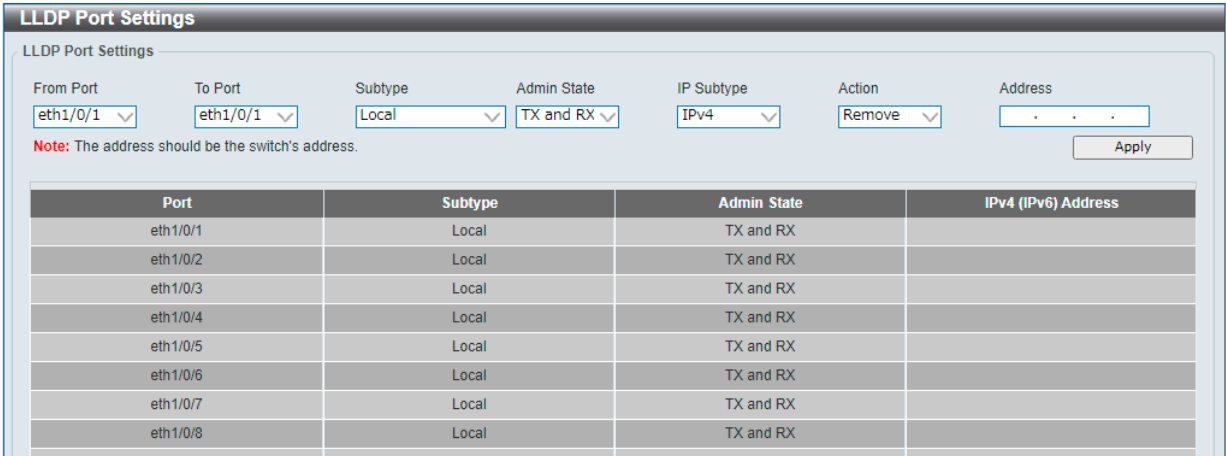 LLDP Port Settings
LLDP Port Settings
From Port To Port Subtype Admin State IP Subtype Action Address
eth1/0/1 eth1/0/1 Local TX and RX IPv4 Remove . . .
Note: The address should be the switch's address. Apply
Port Subtype Admin State IPv4 (IPv6) Address
eth1/0/1 Local TX and RX
eth1/0/2 Local TX and RX
eth1/0/3 Local TX and RX
eth1/0/4 Local TX and RX
eth1/0/5 Local TX and RX
eth1/0/6 Local TX and RX
eth1/0/7 Local TX and RX
eth1/0/8 Local TX and RX